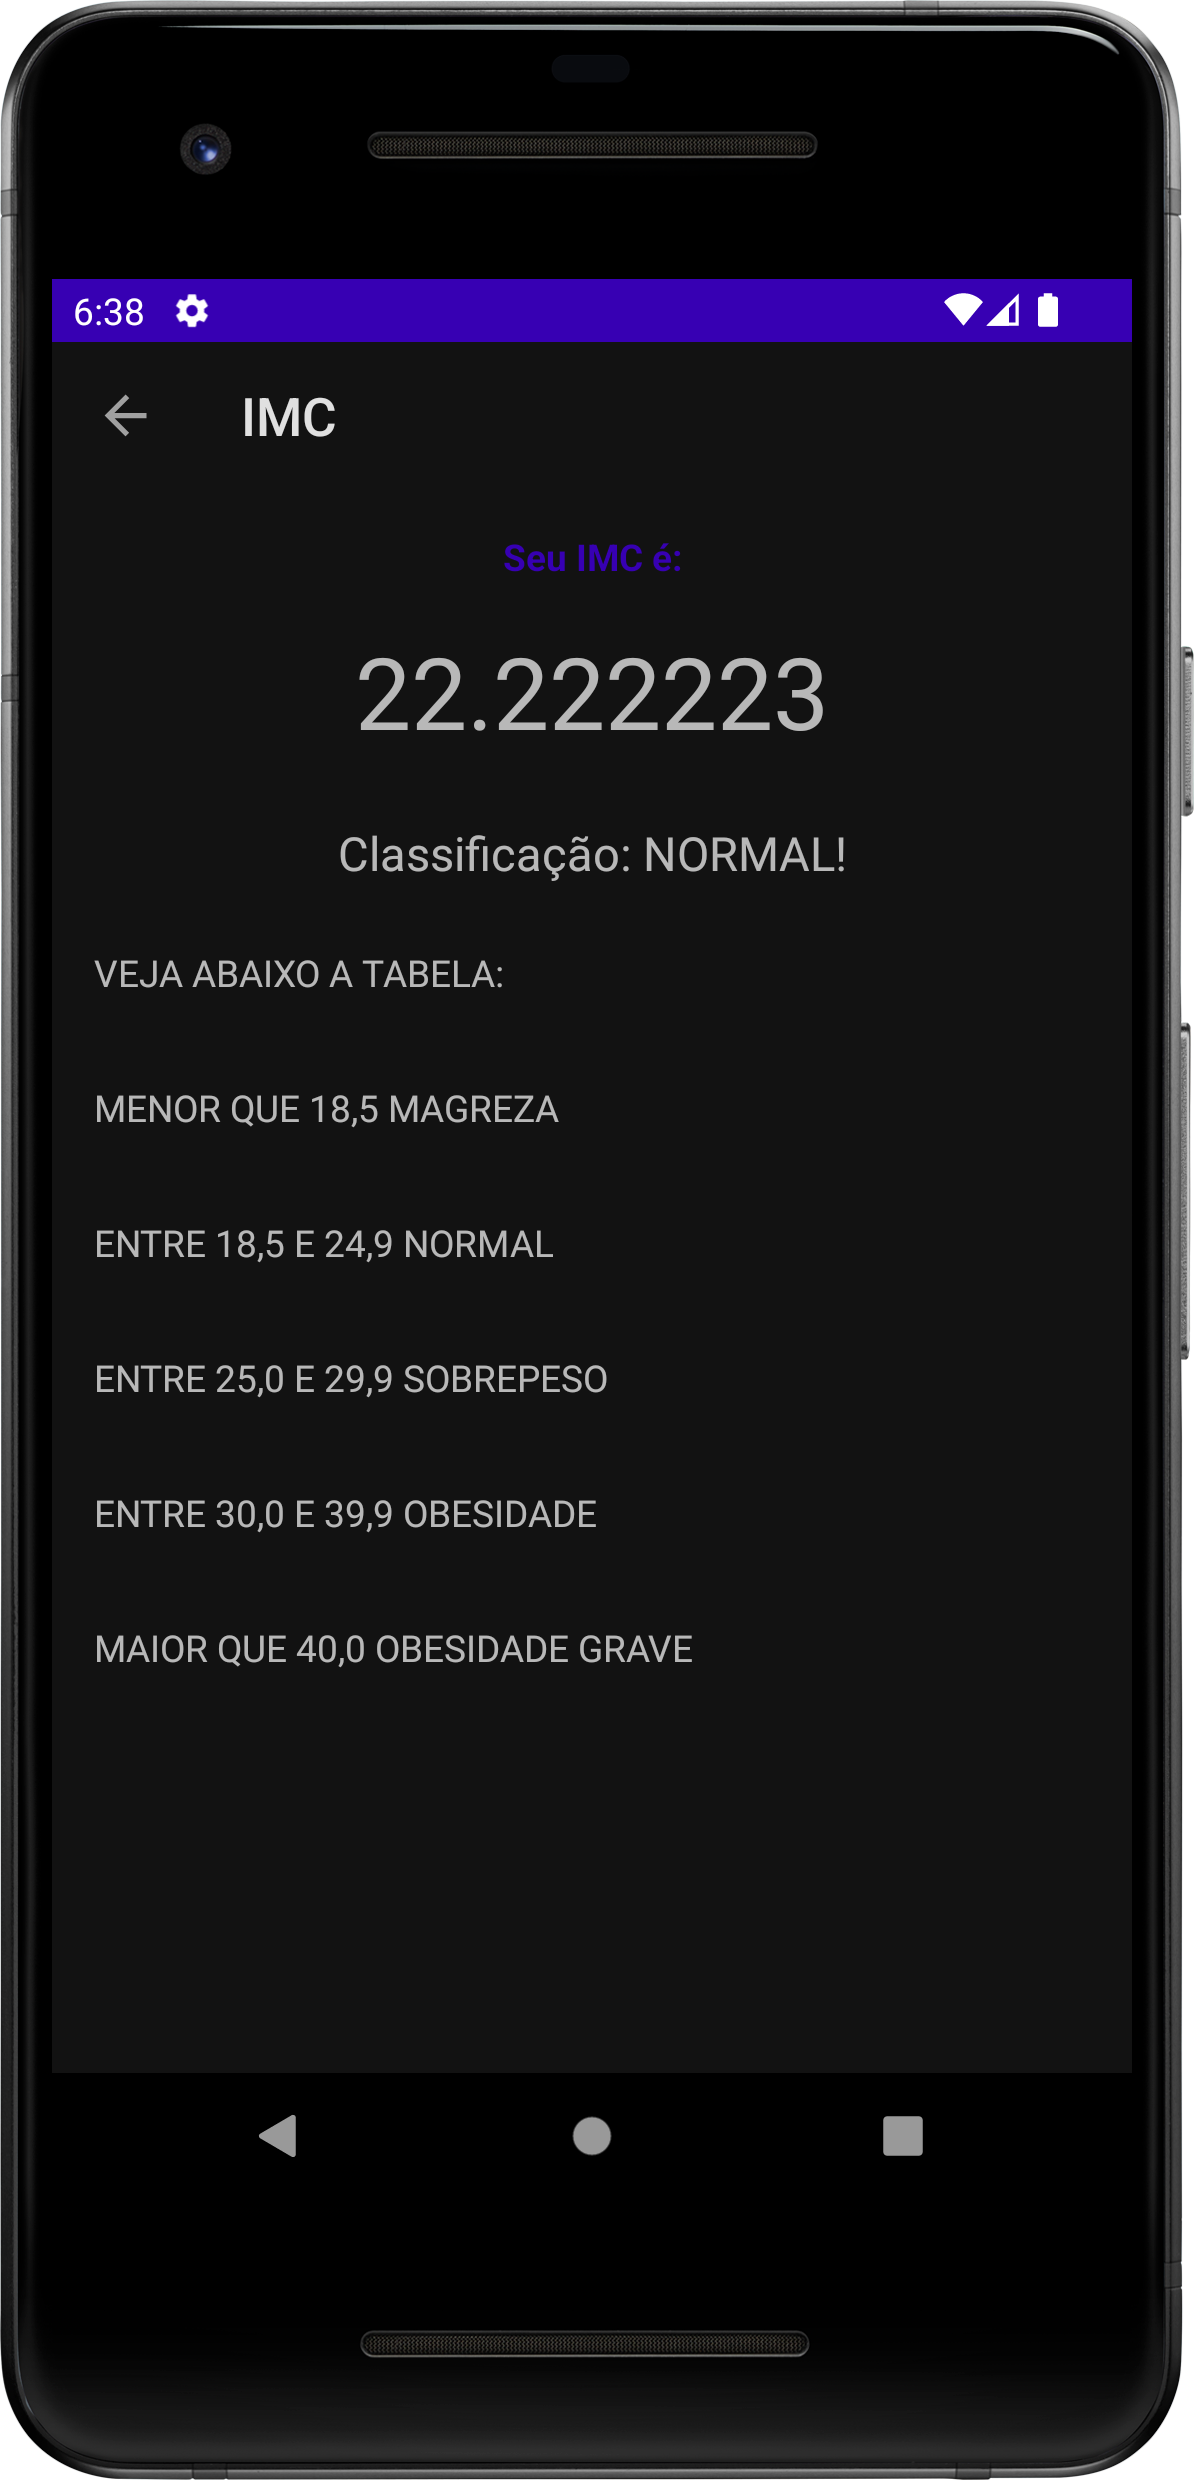 6:38
IMC
Seu IMC é:
22.222223
Classificação: NORMAL!
VEJA ABAIXO A TABELA:
MENOR QUE 18,5 MAGREZA
ENTRE 18,5 E 24,9 NORMAL
ENTRE 25,0 E 29,9 SOBREPESO
ENTRE 30,0 E 39,9 OBESIDADE
MAIOR QUE 40,0 OBESIDADE GRAVE